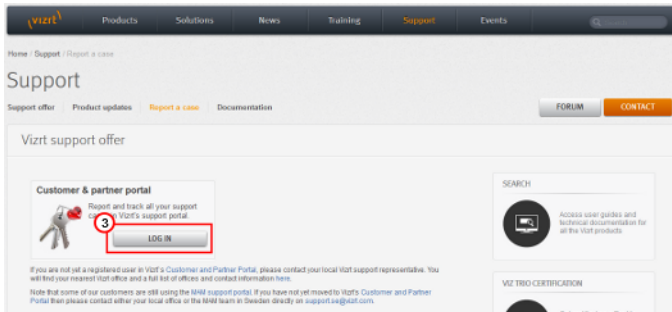 vizrt Products Solutions News Training Support Events
Home / Support / Report a case
Support
Support offer Product updates Report a case Documentation
FORUM CONTACT
Vizrt support offer
Customer & partner portal
Report and track all your support
on Vizrt's support portal.
3
LOG IN
If you are not yet a registered user in Vizrt's Customer and Partner Portal, please contact your local Vizrt support representative. You
will find your nearest Vizrt office and a full list of offices and contact information here.
Note that some of our customers are still using the MAM support portal. If you have not yet moved to Vizrt's Customer and Partner
Portal then please contact either your local office or the MAM team in Sweden directly on support.se@vizrt.com.
SEARCH
Access user guides and
technical documentation for
all the Vizrt products
VIZ TRIO CERTIFICATION